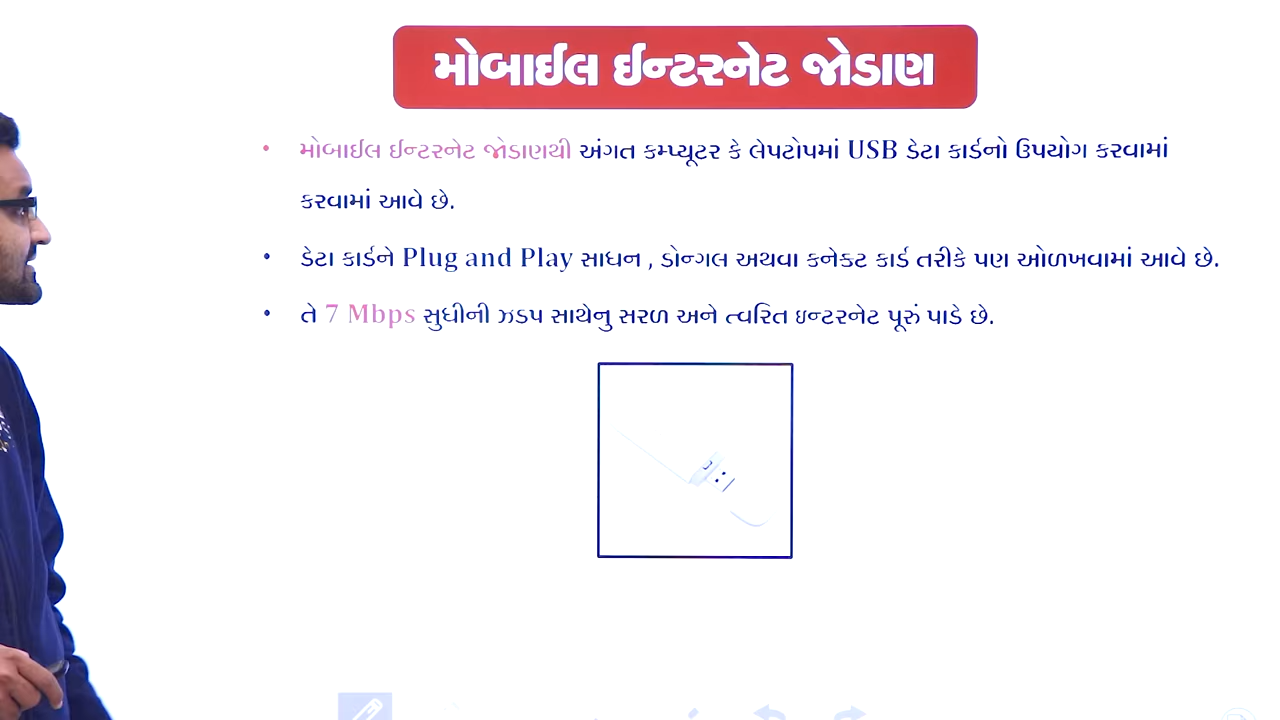 મોબાઈલ ઈન્ટરનેટ જોડાણ
• મોબાઈલ ઈન્ટરનેટ જોડાણથી અંગત કમ્પ્યૂટર કે લેપટોપમાં USB ડેટા કાર્ડનો ઉપયોગ કરવામાં
કરવામાં આવે છે.
• ડેટા કાર્ડને Plug and Play સાધન , ડોન્ગલ અથવા કનેક્ટ કાર્ડ તરીકે પણ ઓળખવામાં આવે છે.
• તે 7 Mbps સુધીની ઝડપ સાથેનુ સરળ અને ત્વરિત ઇન્ટરનેટ પૂરું પાડે છે.